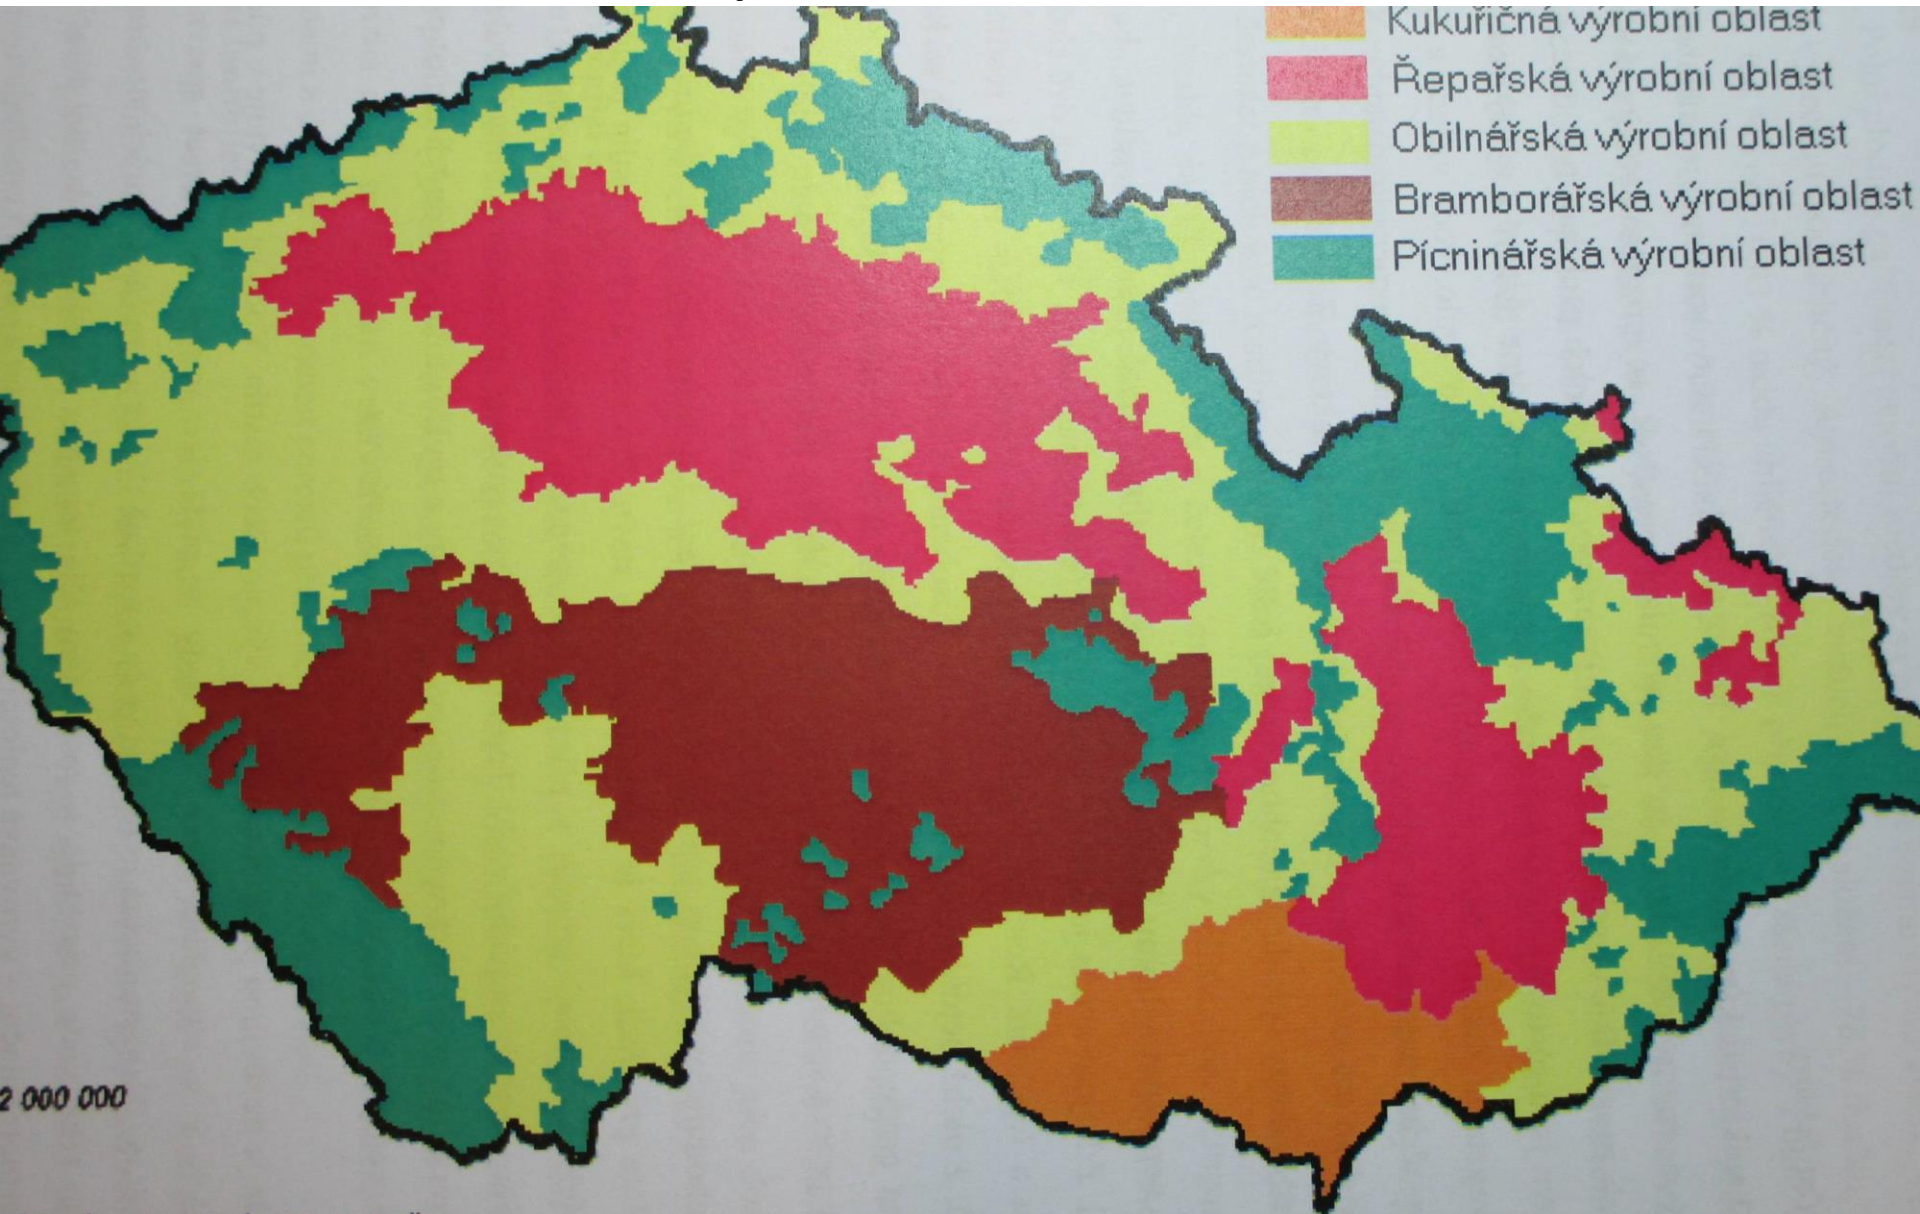 Kukuřičná výrobní oblast
Řepařská výrobní oblast
Obilnářská výrobní oblast
Bramborářská výrobní oblast
Pícninářská výrobní oblast
2 000 000